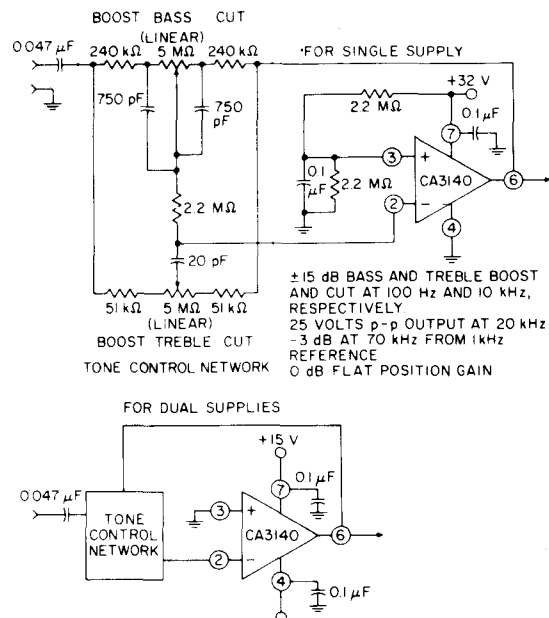 BOOST BASS CUT
(LINEAR)
0.047 µF
240 kΩ 5 MΩ 240 kΩ
FOR SINGLE SUPPLY
+32 V
2.2 MΩ
0.1 µF
750 pF
750 pF
7
3
+
CA3140
6
0.1 µF
2.2 MΩ
2
−
4
2.2 MΩ
20 pF
51 kΩ 5 MΩ 51 kΩ
(LINEAR)
BOOST TREBLE CUT
TONE CONTROL NETWORK
±15 dB BASS AND TREBLE BOOST
AND CUT AT 100 Hz AND 10 kHz,
RESPECTIVELY.
25 VOLTS p-p OUTPUT AT 20 kHz
-3 dB AT 70 kHz FROM 1kHz
REFERENCE
0 dB FLAT POSITION GAIN
FOR DUAL SUPPLIES
+15 V
0.1 µF
0.047 µF
7
3
+
TONE
CONTROL
NETWORK
CA3140
6
2
−
4
0.1 µF